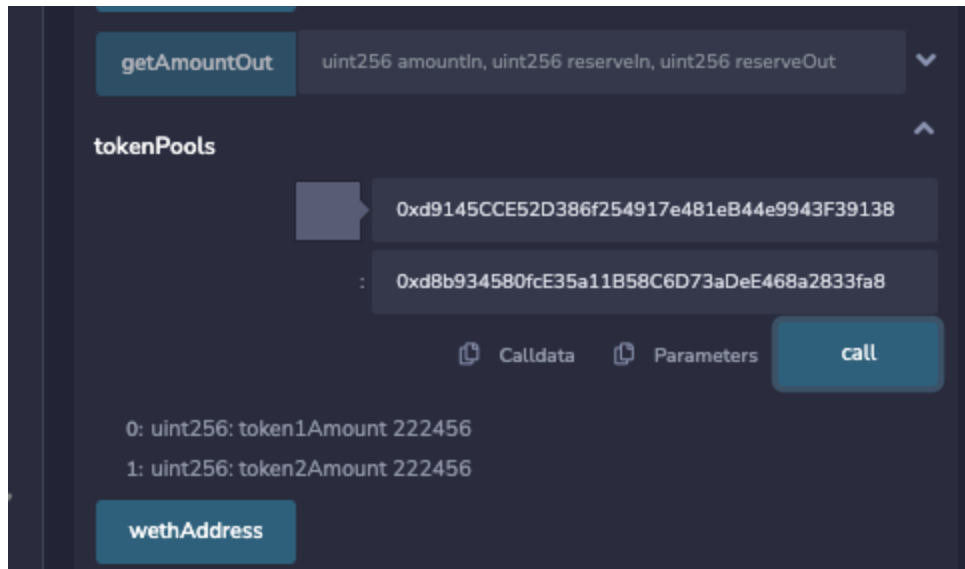 getAmountOut uint256 amountIn, uint256 reserveIn, uint256 reserveOut
tokenPools
0xd9145CCE52D386f254917e481eB44e9943F39138
: 0xd8b934580fcE35a11B58C6D73aDeE468a2833fa8
Calldata Parameters call
0: uint256: token1Amount 222456
1: uint256: token2Amount 222456
wethAddress